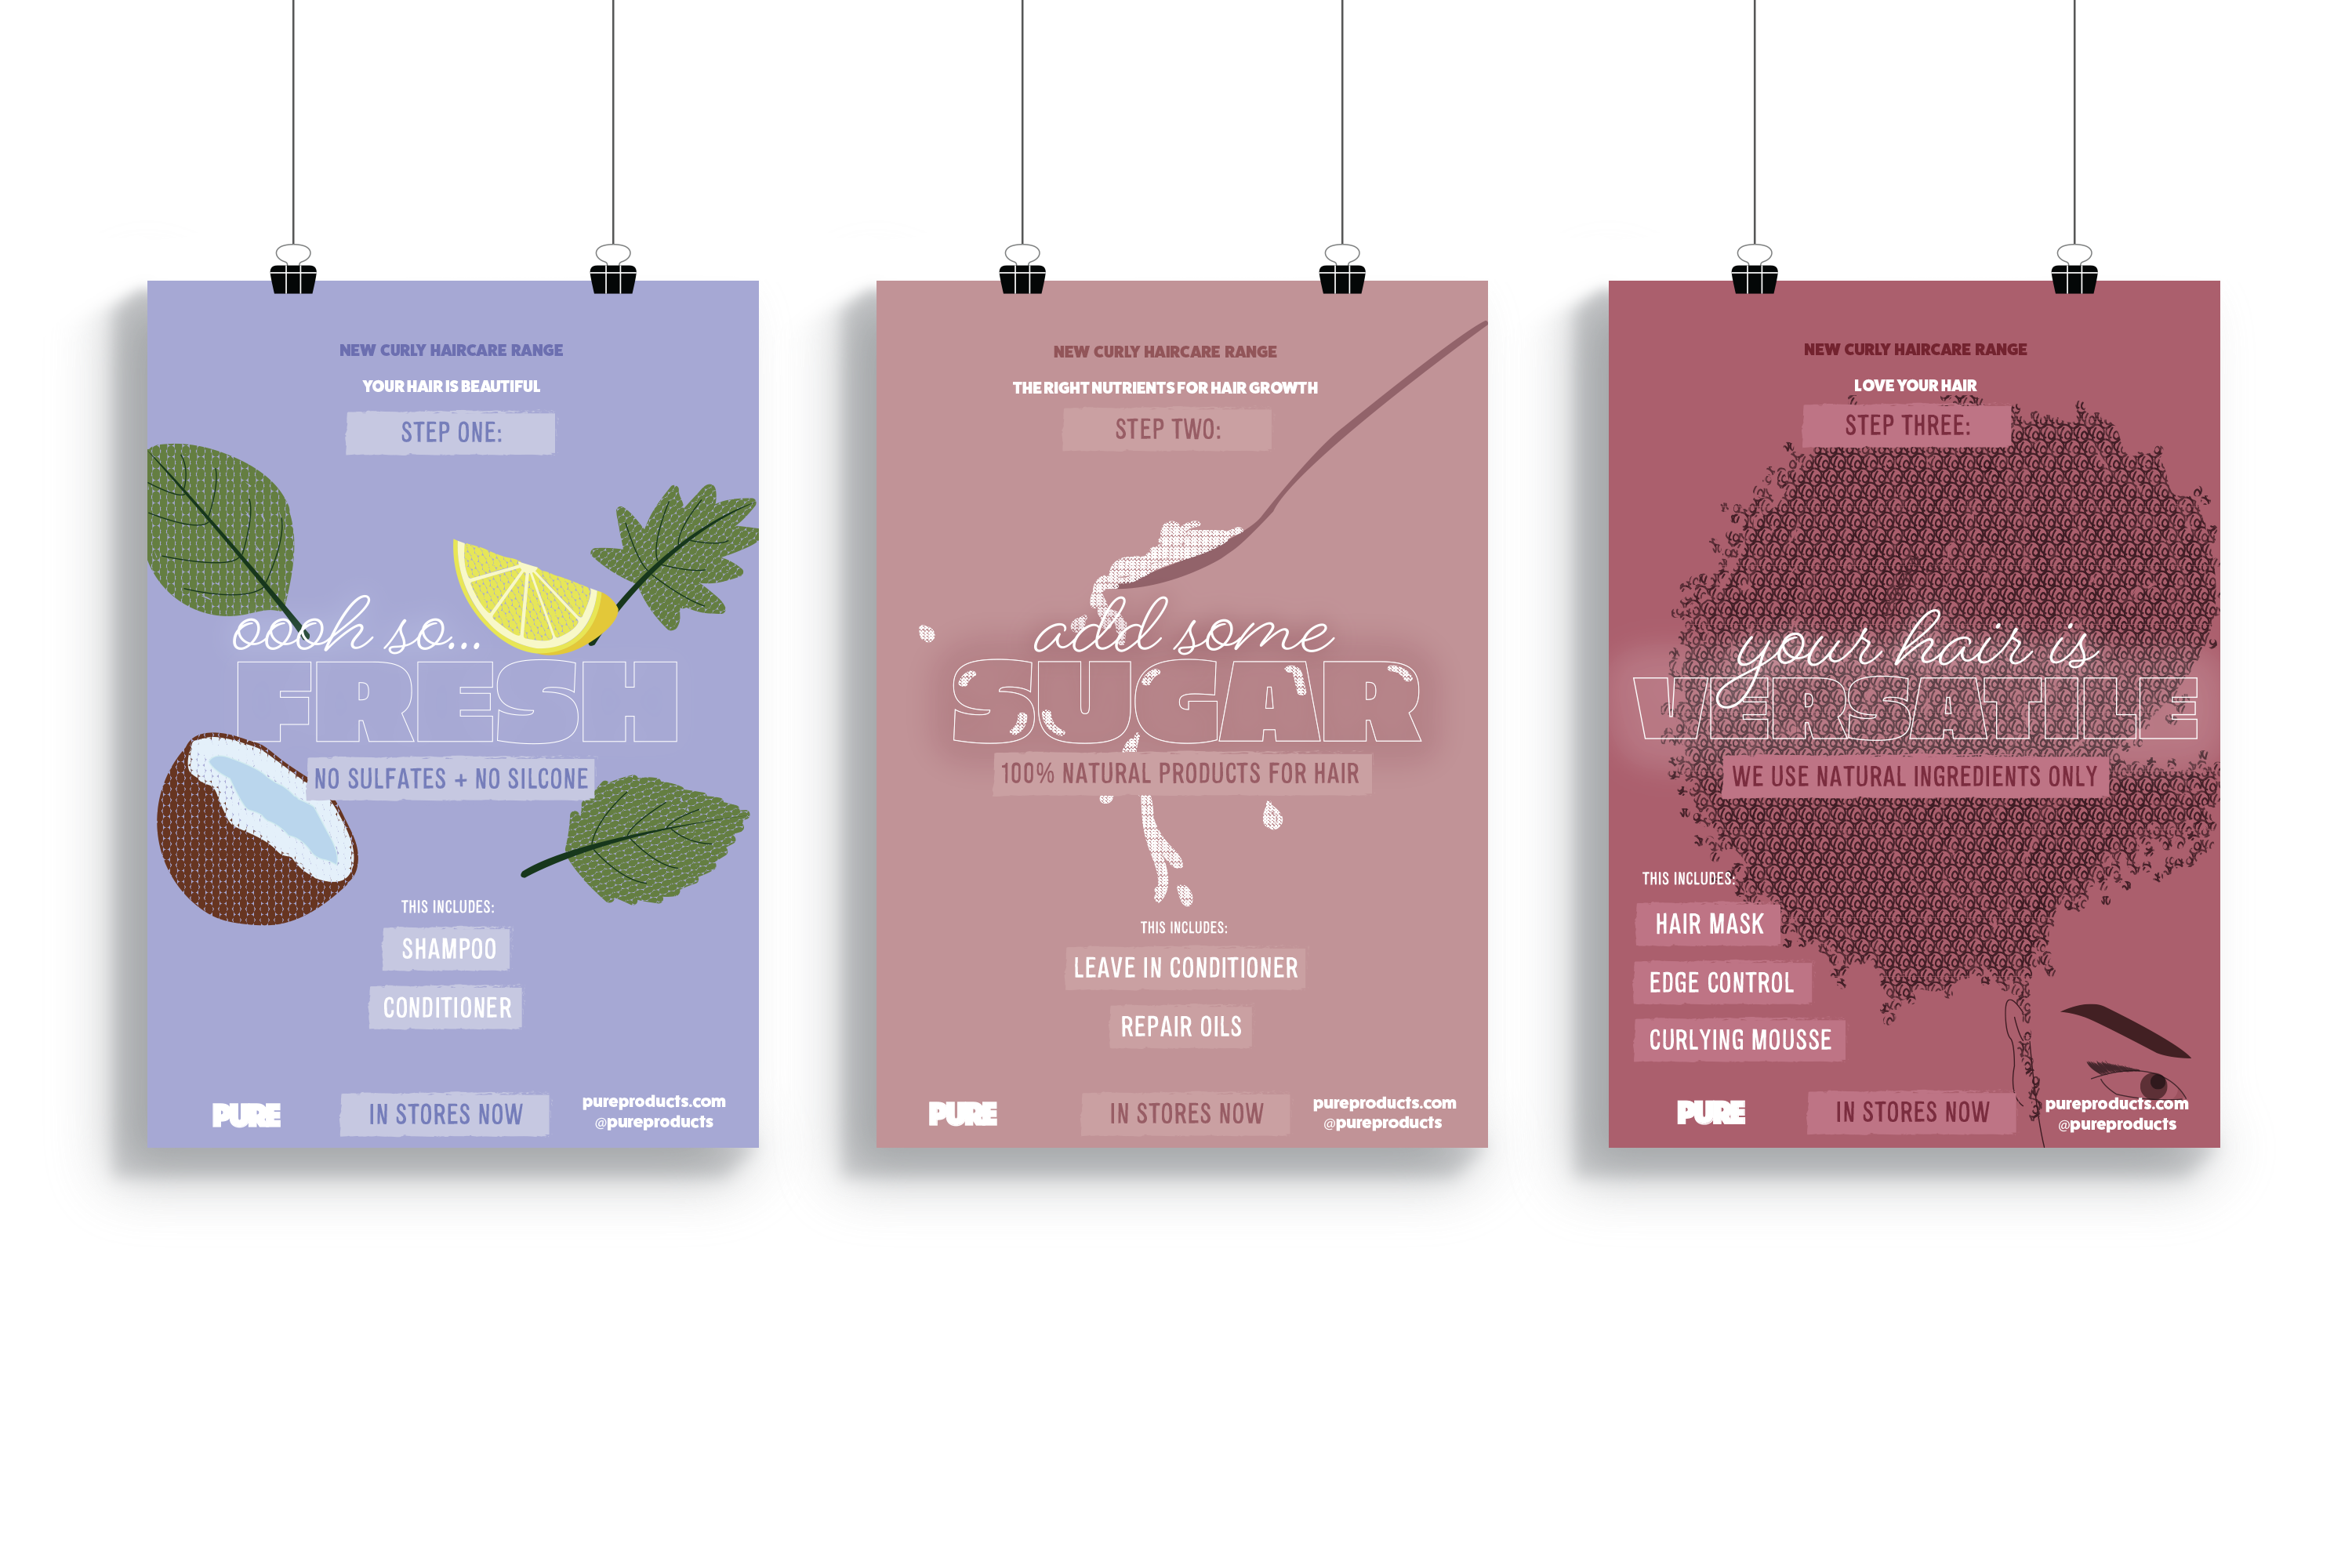 NEW CURLY HAIRCARE RANGE
YOUR HAIR IS BEAUTIFUL
STEP ONE:
oooh so...
FRESH
NO SULFATES + NO SILCONE
THIS INCLUDES:
SHAMPOO
CONDITIONER
PURE
IN STORES NOW
pureproducts.com
@pureproducts
NEW CURLY HAIRCARE RANGE
THE RIGHT NUTRIENTS FOR HAIR GROWTH
STEP TWO:
add some
SUGAR
100% NATURAL PRODUCTS FOR HAIR
THIS INCLUDES:
LEAVE IN CONDITIONER
REPAIR OILS
PURE
IN STORES NOW
pureproducts.com
@pureproducts
NEW CURLY HAIRCARE RANGE
LOVE YOUR HAIR
STEP THREE:
your hair is
VERSATILE
WE USE NATURAL INGREDIENTS ONLY
THIS INCLUDES:
HAIR MASK
EDGE CONTROL
CURLYING MOUSSE
PURE
IN STORES NOW
pureproducts.com
@pureproducts